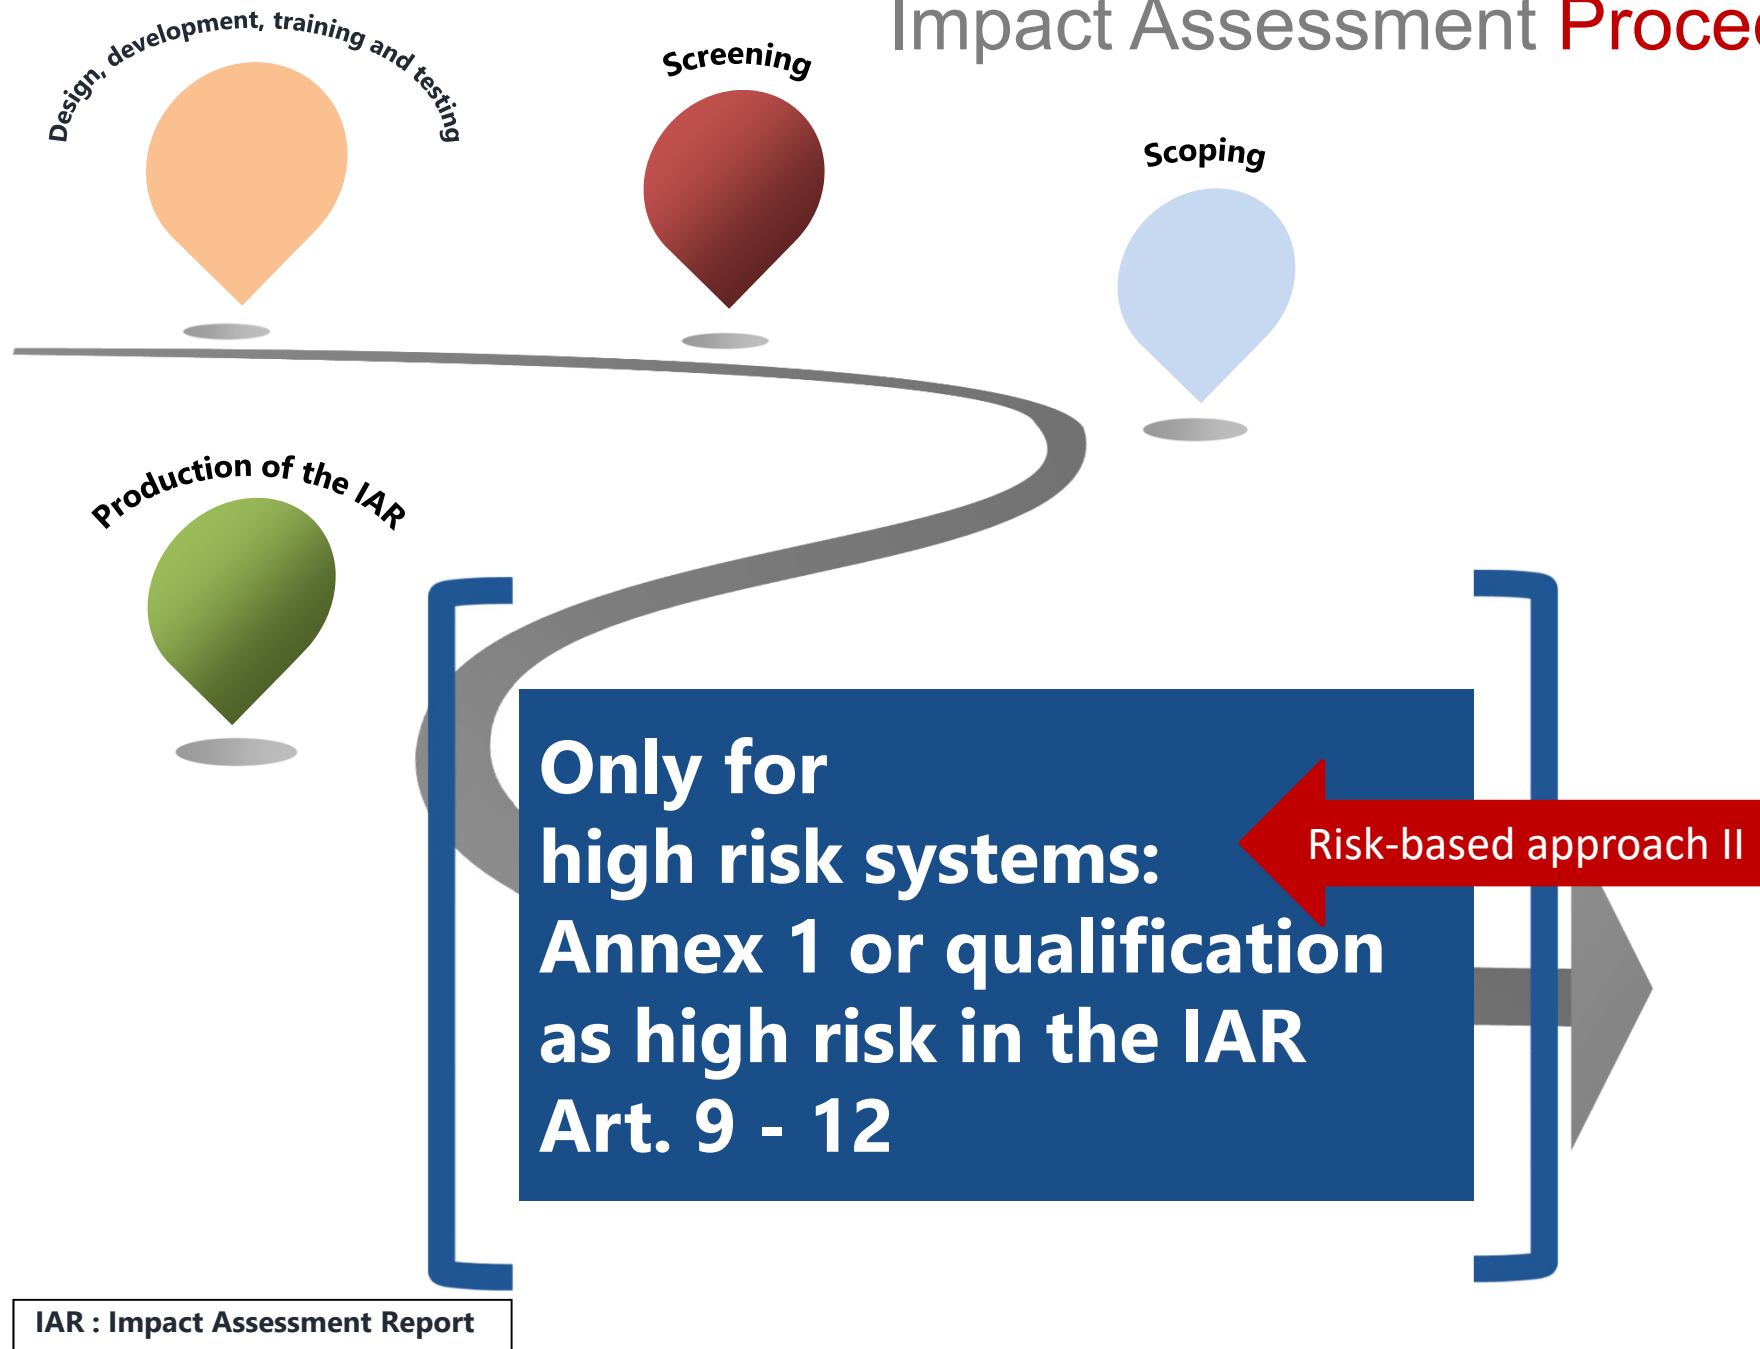 Impact Assessment
Design, development, training and testing
Screening
Scoping
Production of the IAR
Only for
high risk systems:
Annex 1 or qualification
as high risk in the IAR
Art. 9 - 12
Risk-based approach II
IAR : Impact Assessment Report